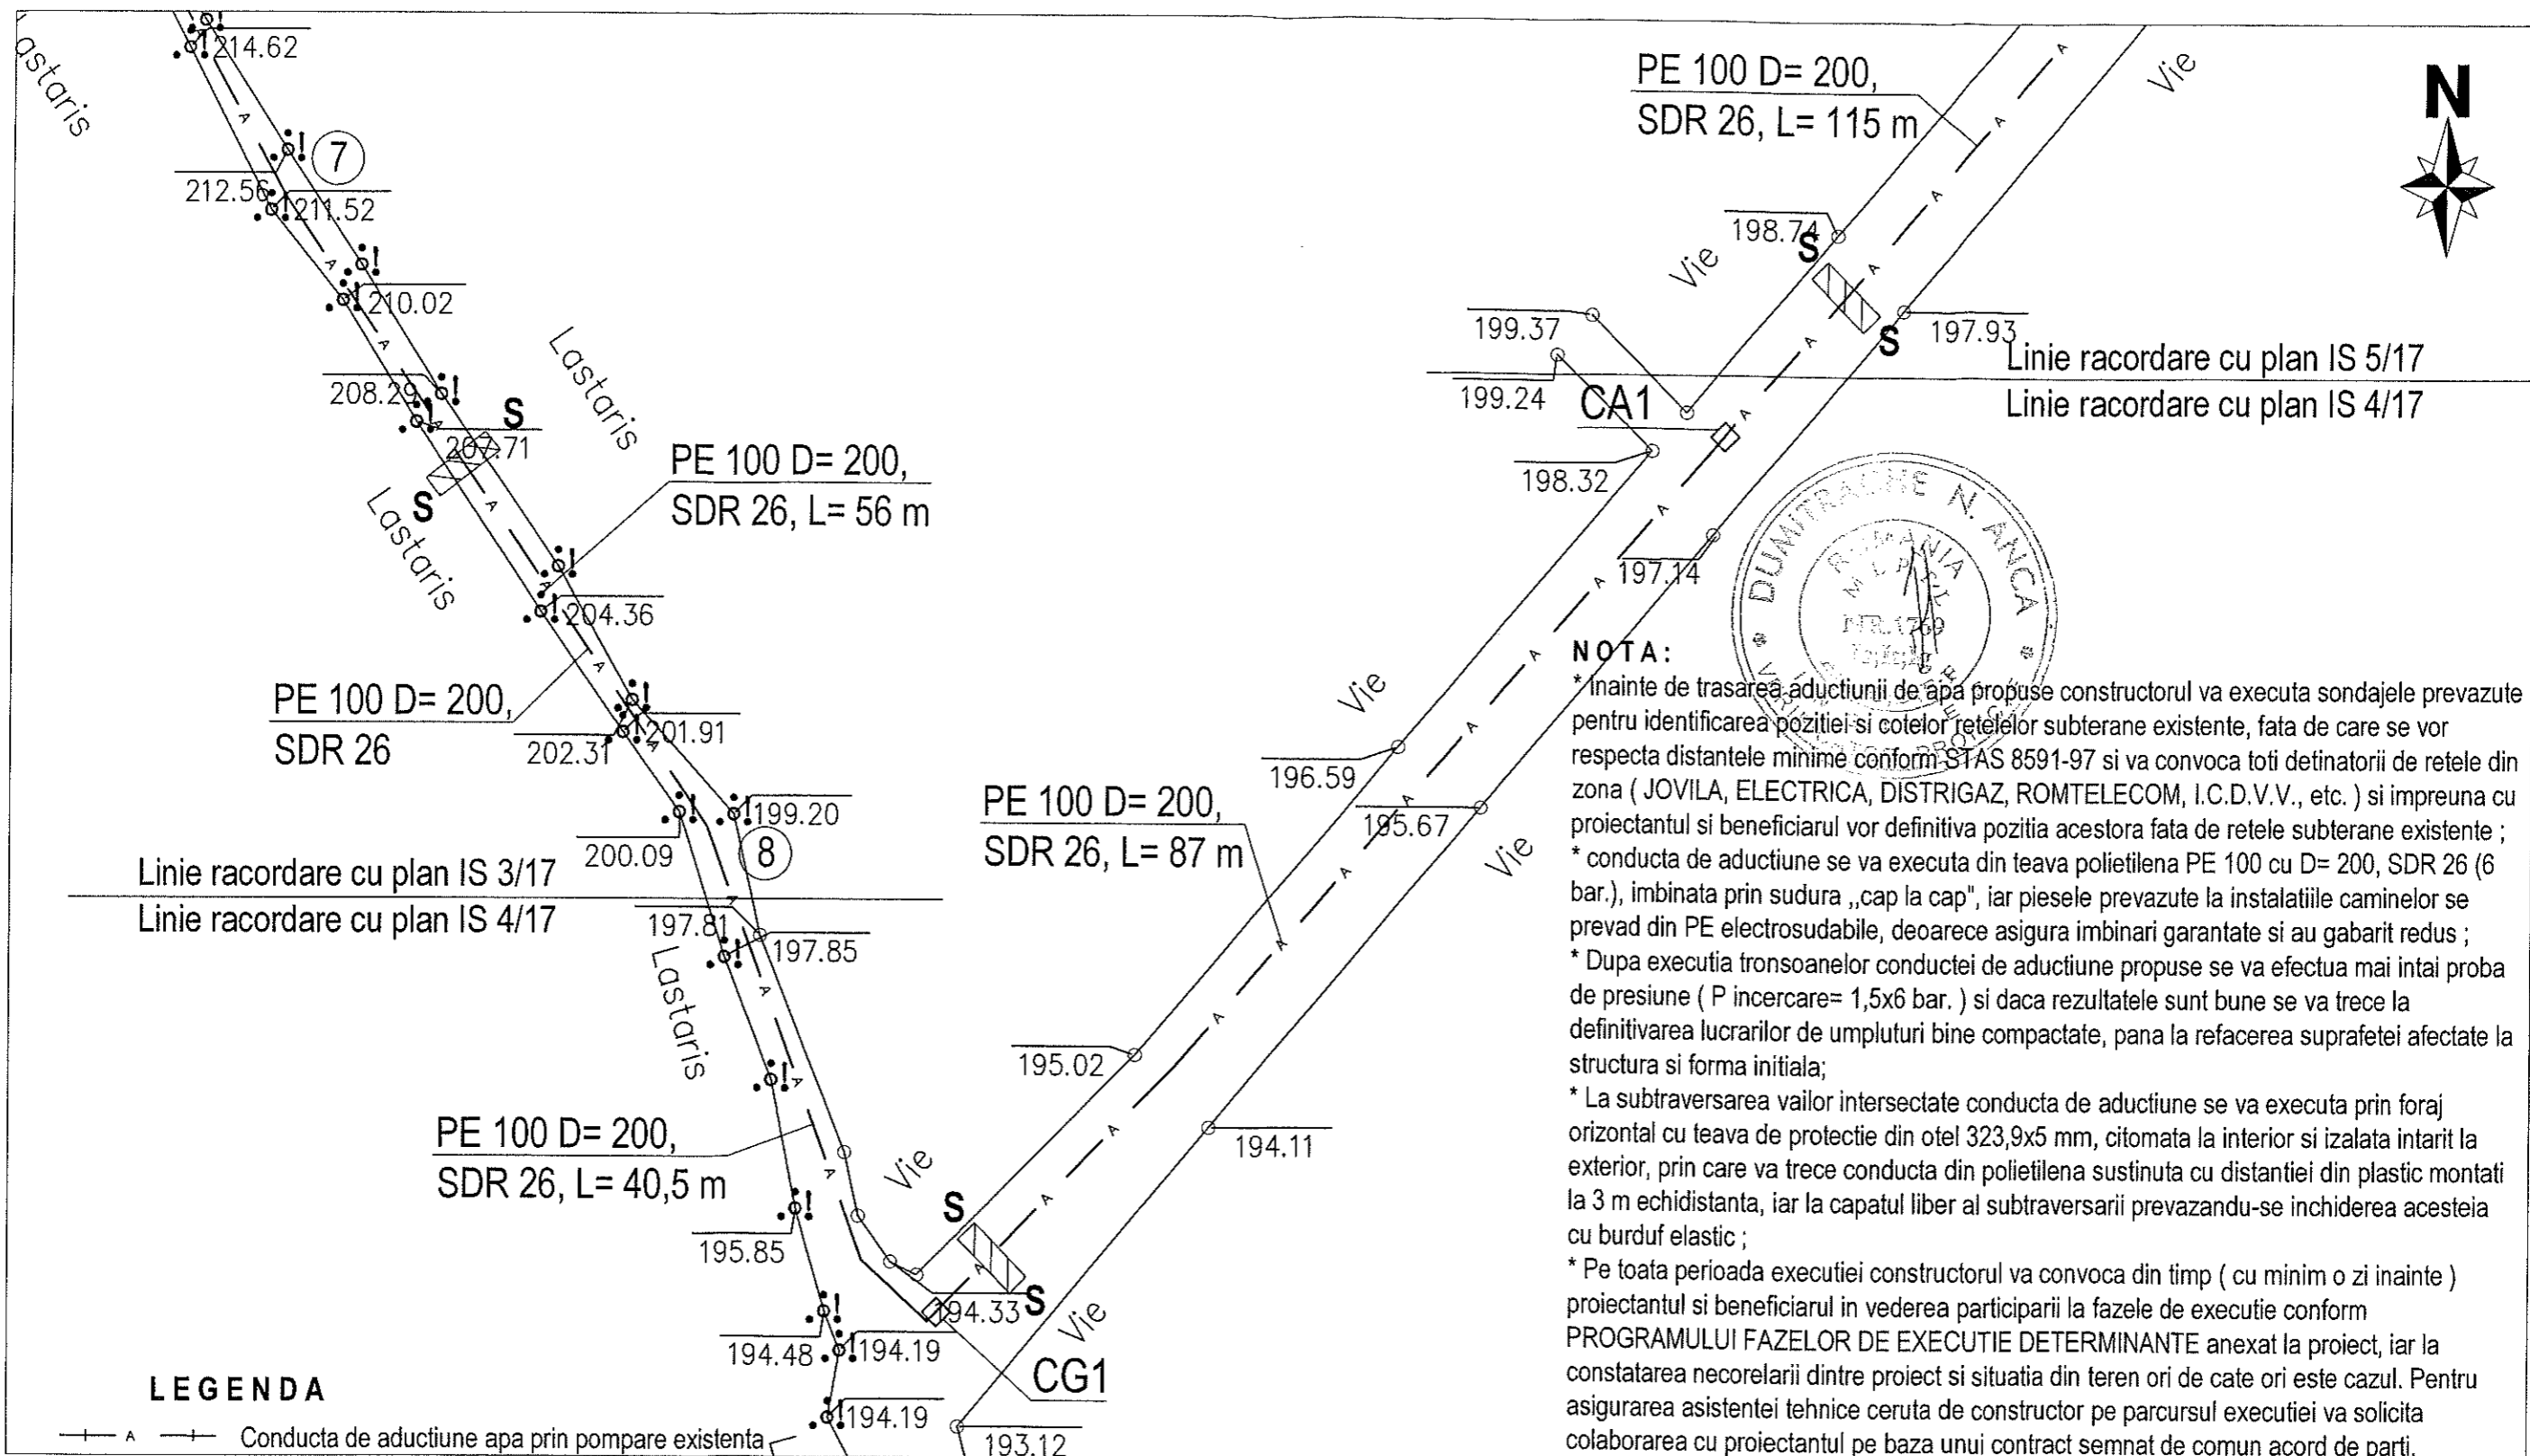 astaris
214.62
7
212.56
211.52
210.02
208.29
S
207.71
S
Lastaris
Lastaris
PE 100 D= 200,
SDR 26, L= 56 m
204.36
PE 100 D= 200,
SDR 26
202.31
201.91
199.20
200.09
8
Linie racordare cu plan IS 3/17
Linie racordare cu plan IS 4/17
197.81
197.85
Lastaris
PE 100 D= 200,
SDR 26, L= 40,5 m
195.85
194.48
194.19
194.19
LEGENDA
A Conducta de aductiune apa prin pompare existenta
PE 100 D= 200,
SDR 26, L= 115 m
Vie
N
198.74
S
Vie
199.37
197.93
S
Linie racordare cu plan IS 5/17
Linie racordare cu plan IS 4/17
199.24
CA1
198.32
197.14
Vie
196.59
195.67
Vie
PE 100 D= 200,
SDR 26, L= 87 m
195.02
194.11
Vie
S
194.33
S
Vie
CG1
193.12
DUMITRACHE N. ANCA
ROMANIA
M L P
NR.1769
NOTA:
* Inainte de trasarea aductiunii de apa propuse constructorul va executa sondajele prevazute
pentru identificarea pozitiei si cotelor retelelor subterane existente, fata de care se vor
respecta distantele minime conform STAS 8591-97 si va convoca toti detinatorii de retele din
zona ( JOVILA, ELECTRICA, DISTRIGAZ, ROMTELECOM, I.C.D.V.V., etc. ) si impreuna cu
proiectantul si beneficiarul vor definitiva pozitia acestora fata de retele subterane existente ;
* conducta de aductiune se va executa din teava polietilena PE 100 cu D= 200, SDR 26 (6
bar.), imbinata prin sudura ,,cap la cap", iar piesele prevazute la instalatiile caminelor se
prevad din PE electrosudabile, deoarece asigura imbinari garantate si au gabarit redus ;
* Dupa executia tronsoanelor conductei de aductiune propuse se va efectua mai intai proba
de presiune ( P incercare= 1,5x6 bar. ) si daca rezultatele sunt bune se va trece la
definitivarea lucrarilor de umpluturi bine compactate, pana la refacerea suprafetei afectate la
structura si forma initiala;
* La subtraversarea vailor intersectate conducta de aductiune se va executa prin foraj
orizontal cu teava de protectie din otel 323,9x5 mm, citomata la interior si izalata intarit la
exterior, prin care va trece conducta din polietilena sustinuta cu distantiei din plastic montati
la 3 m echidistanta, iar la capatul liber al subtraversarii prevazandu-se inchiderea acesteia
cu burduf elastic ;
* Pe toata perioada executiei constructorul va convoca din timp ( cu minim o zi inainte )
proiectantul si beneficiarul in vederea participarii la fazele de executie conform
PROGRAMULUI FAZELOR DE EXECUTIE DETERMINANTE anexat la proiect, iar la
constatarea necorelarii dintre proiect si situatia din teren ori de cate ori este cazul. Pentru
asigurarea asistentei tehnice ceruta de constructor pe parcursul executiei va solicita
colaborarea cu proiectantul pe baza unui contract semnat de comun acord de parti.